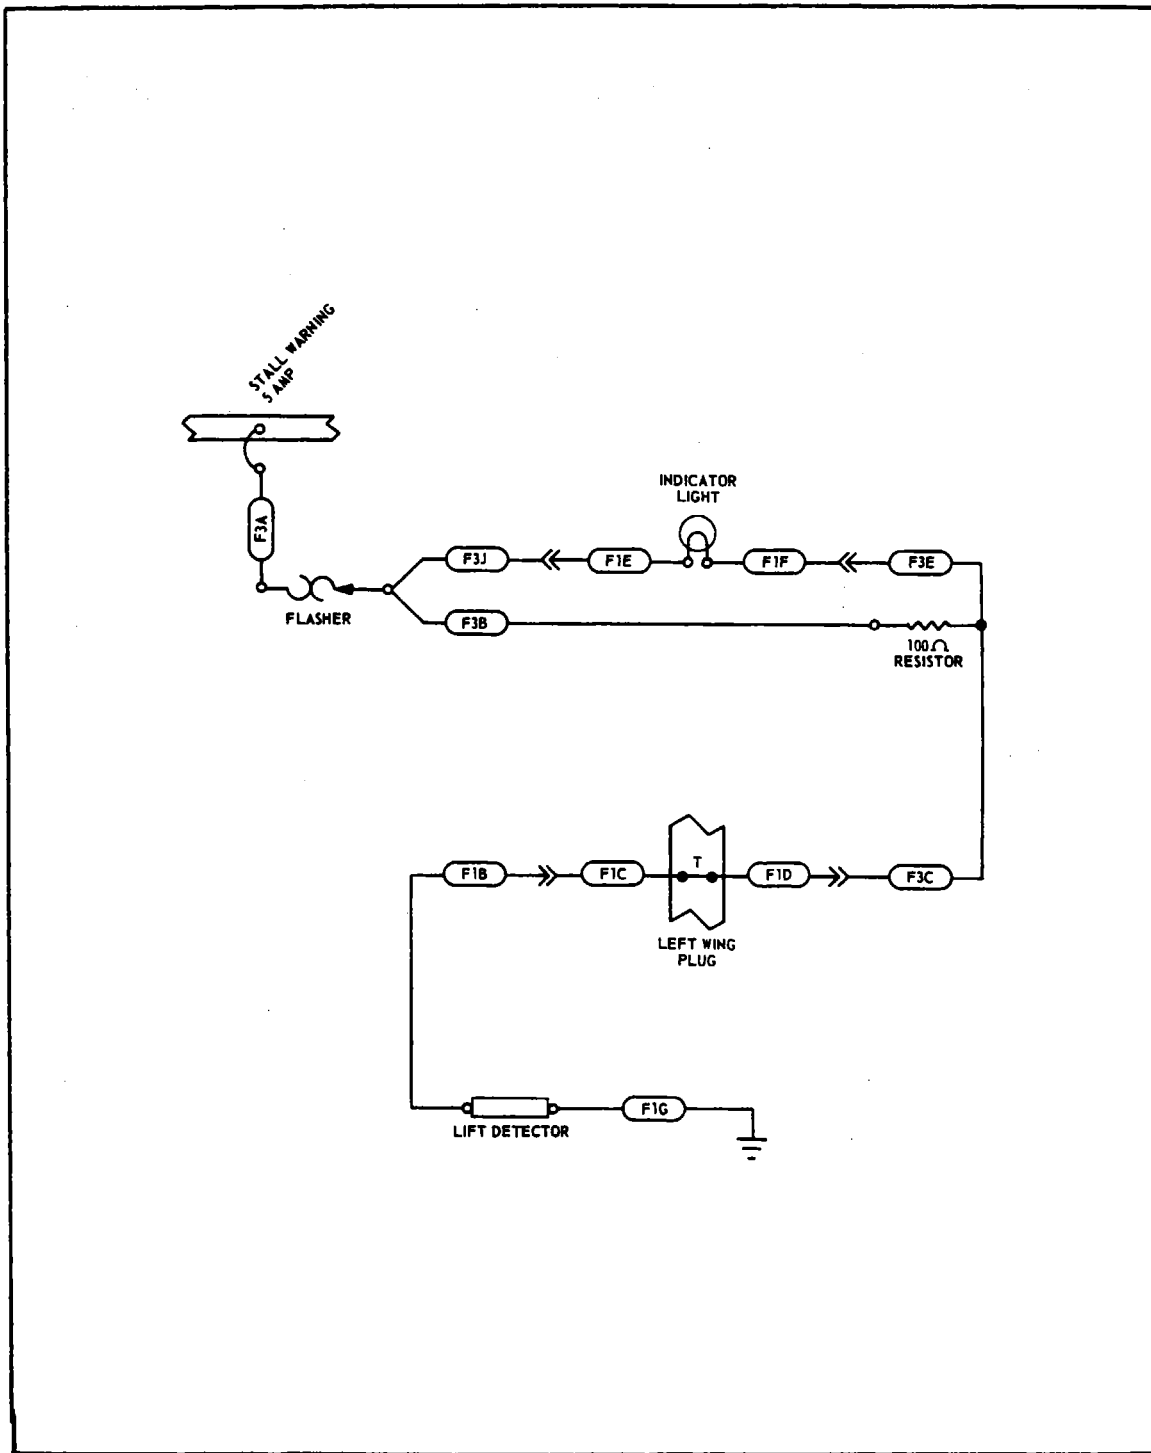 STALL WARNING
5 AMP
F3A
FLASHER
INDICATOR
LIGHT
F3J
F1E
F1F
F3E
F3B
100Ω
RESISTOR
F1B
F1C
T
F1D
F3C
LEFT WING
PLUG
LIFT DETECTOR
F1G